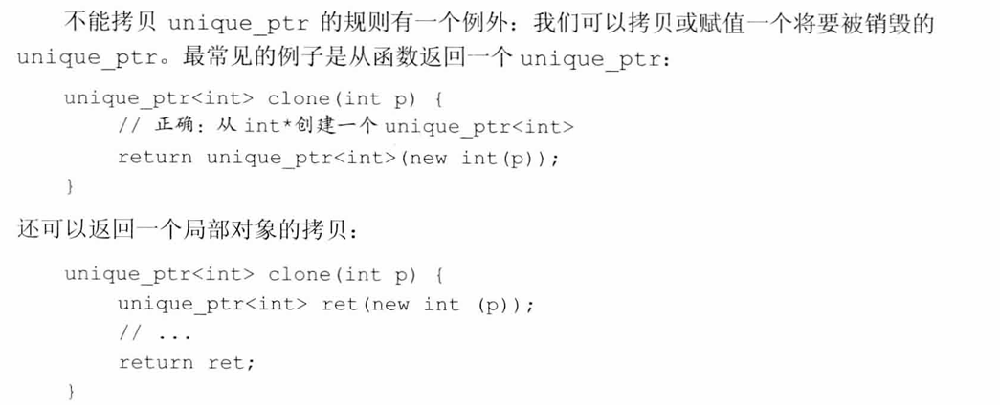 不能拷贝 unique_ptr 的规则有一个例外：我们可以拷贝或赋值一个将要被销毁的
unique_ptr。最常见的例子是从函数返回一个 unique_ptr：
unique_ptr<int> clone(int p) {
// 正确：从 int*创建一个 unique_ptr<int>
return unique_ptr<int>(new int(p));
}
还可以返回一个局部对象的拷贝：
unique_ptr<int> clone(int p) {
unique_ptr<int> ret(new int (p));
// ...
return ret;
}